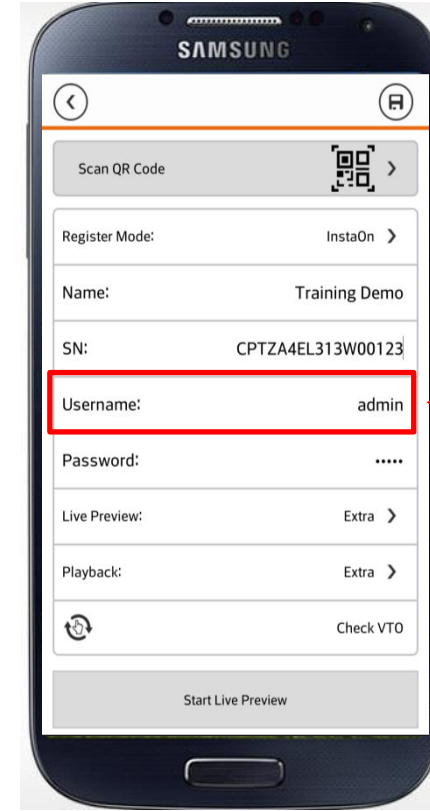 SAMSUNG
Scan QR Code
Register Mode: InstaOn
Name: Training Demo
SN: CPTZA4EL313W00123
Username: admin
Password: •••••
Live Preview: Extra
Playback: Extra
Check VTO
Start Live Preview